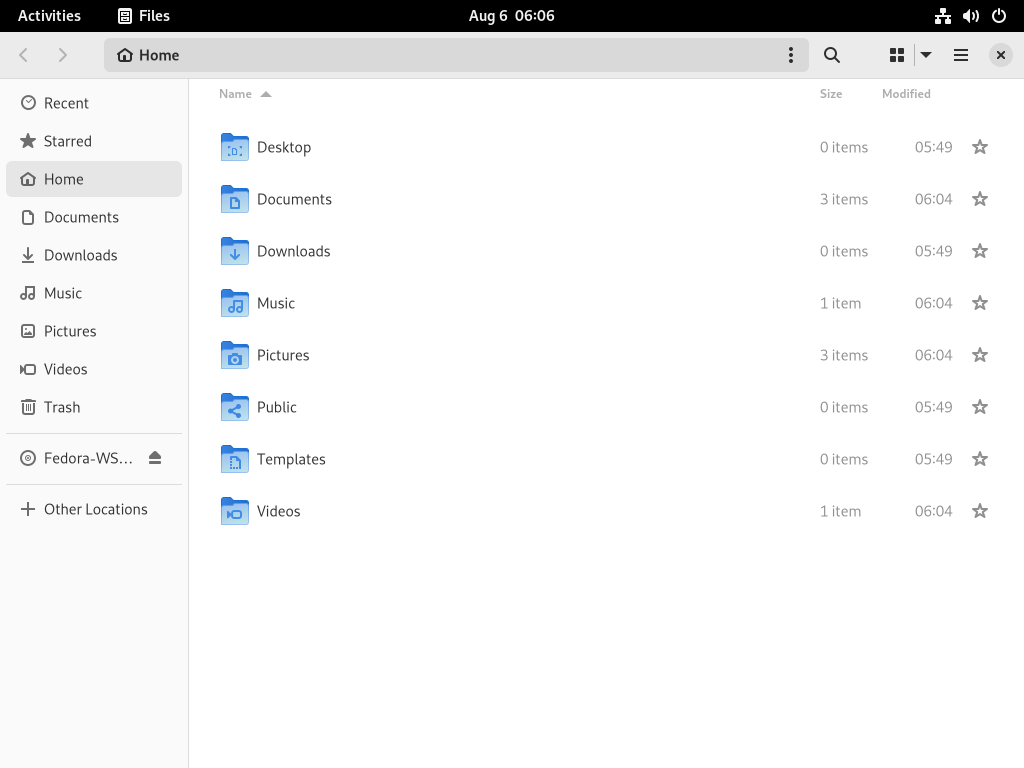 Activities Files Aug 6 06:06
Home
Name Size Modified
Recent
Starred
Home
Documents
Downloads
Music
Pictures
Videos
Trash
Fedora-WS…
Other Locations
Desktop 0 items 05:49
Documents 3 items 06:04
Downloads 0 items 05:49
Music 1 item 06:04
Pictures 3 items 06:04
Public 0 items 05:49
Templates 0 items 05:49
Videos 1 item 06:04